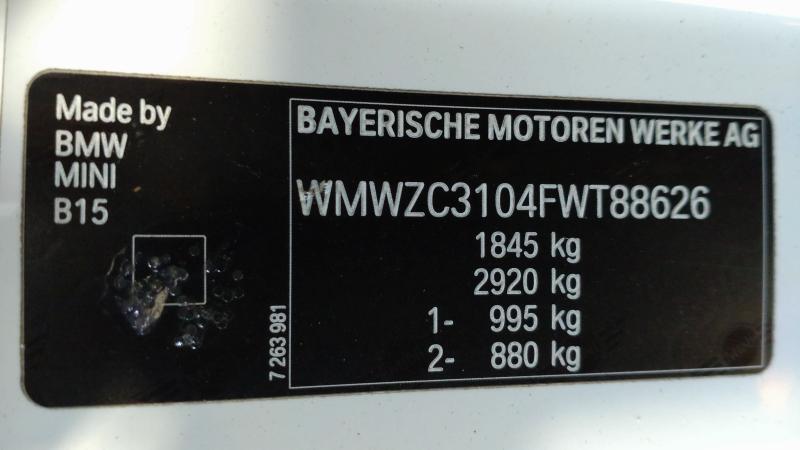 Made by
BMW
MINI
B15
7 263 981
BAYERISCHE MOTOREN WERKE AG
WMWZC3104FWT88626
1845 kg
2920 kg
1- 995 kg
2- 880 kg